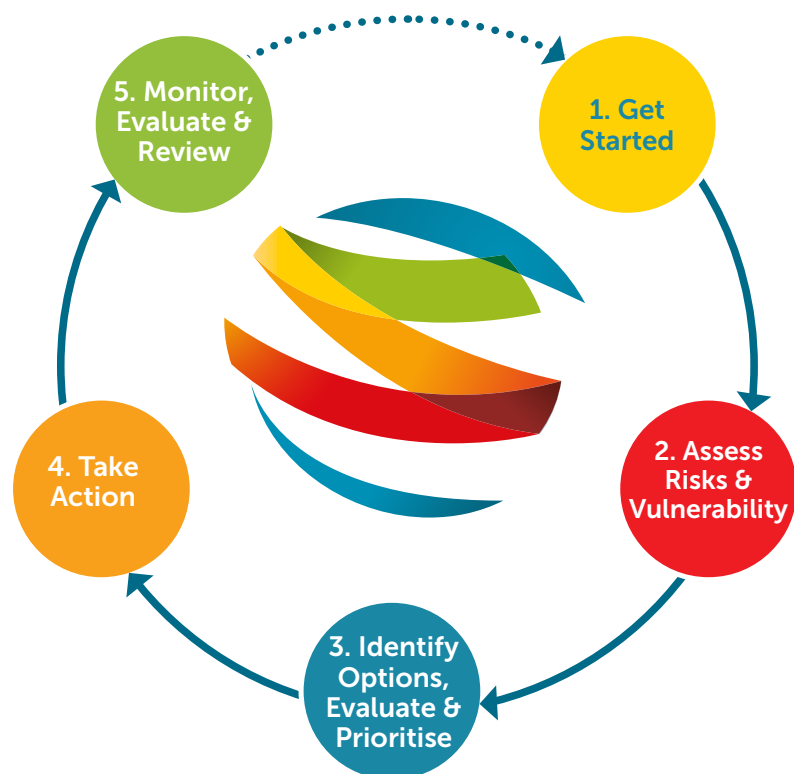 1. Get
Started
2. Assess
Risks &
Vulnerability
3. Identify
Options,
Evaluate &
Prioritise
4. Take
Action
5. Monitor,
Evaluate &
Review